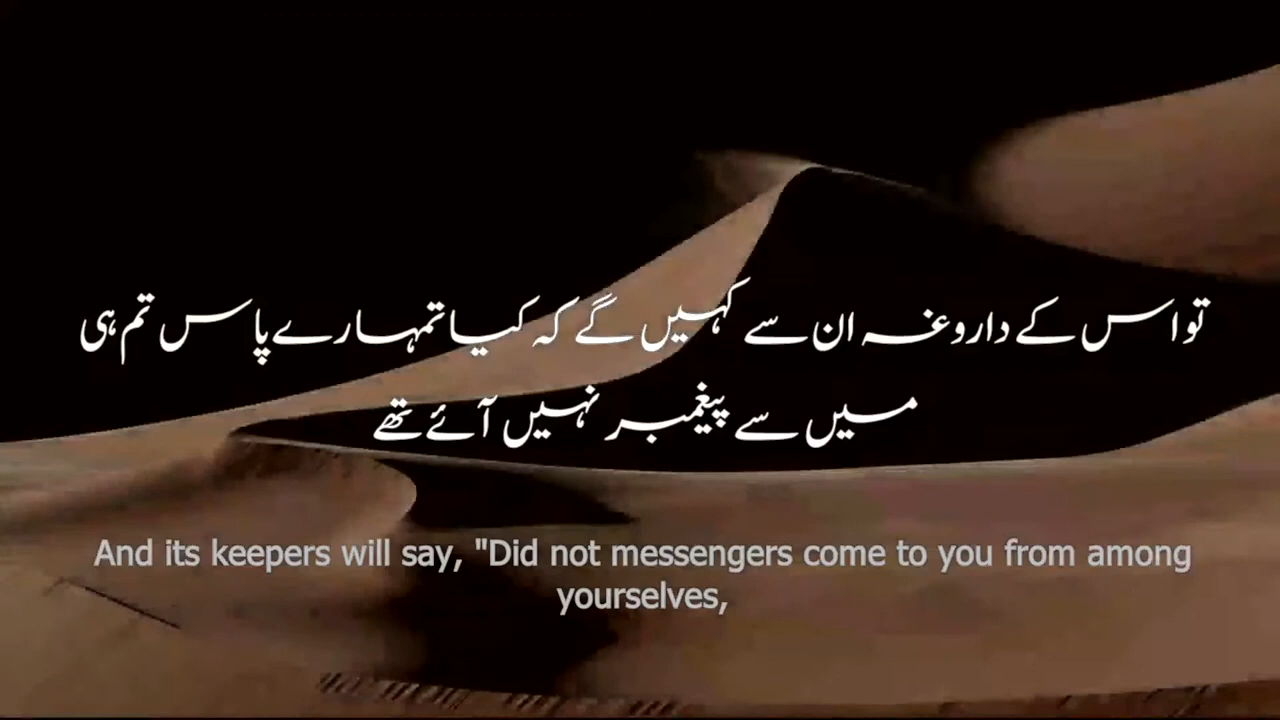 تو اس کے داروغہ ان سے کہیں گے کہ کیا تمہارے پاس تم ہی
میں سے پیغمبر نہیں آئے تھے
And its keepers will say, "Did not messengers come to you from among
yourselves,